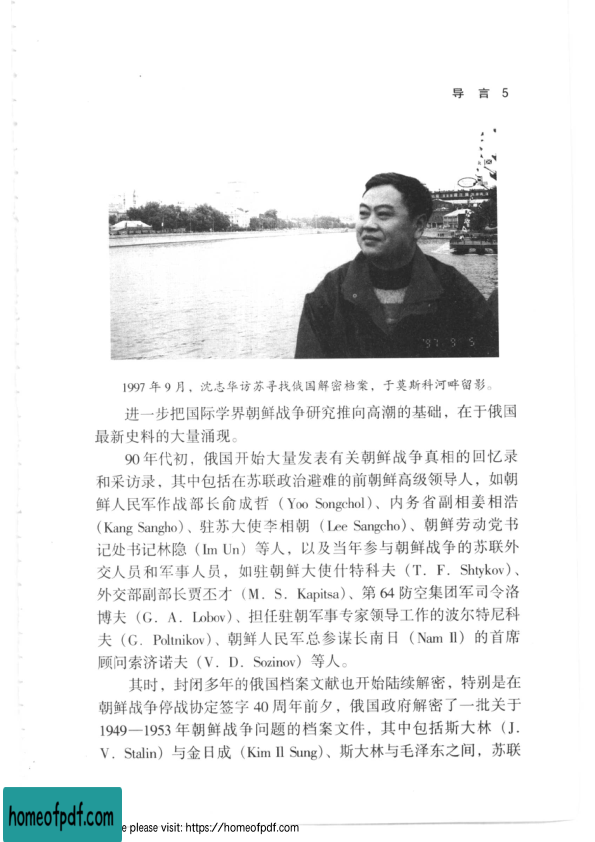 导 言 5
'97 9 5
1997 年 9 月，沈志华访苏寻找俄国解密档案，于莫斯科河畔留影。
进一步把国际学界朝鲜战争研究推向高潮的基础，在于俄国
最新史料的大量涌现。
90 年代初，俄国开始大量发表有关朝鲜战争真相的回忆录
和采访录，其中包括在苏联政治避难的前朝鲜高级领导人，如朝
鲜人民军作战部长俞成哲（Yoo Songchol）、内务省副相姜相浩
（Kang Sangho）、驻苏大使李相朝（Lee Sangcho）、朝鲜劳动党书
记处书记林隐（Im Un）等人，以及当年参与朝鲜战争的苏联外
交人员和军事人员，如驻朝鲜大使什特科夫（T．F．Shtykov）、
外交部副部长贾丕才（M．S．Kapitsa）、第 64 防空集团军司令洛
博夫（G．A．Lobov）、担任驻朝军事专家领导工作的波尔特尼科
夫（G．Poltnikov）、朝鲜人民军总参谋长南日（Nam Il）的首席
顾问索济诺夫（V．D．Sozinov）等人。
其时，封闭多年的俄国档案文献也开始陆续解密，特别是在
朝鲜战争停战协定签字 40 周年前夕，俄国政府解密了一批关于
1949—1953 年朝鲜战争问题的档案文件，其中包括斯大林（J．
V．Stalin）与金日成（Kim Il Sung）、斯大林与毛泽东之间，苏联
homeofpdf.com
e please visit: https://homeofpdf.com